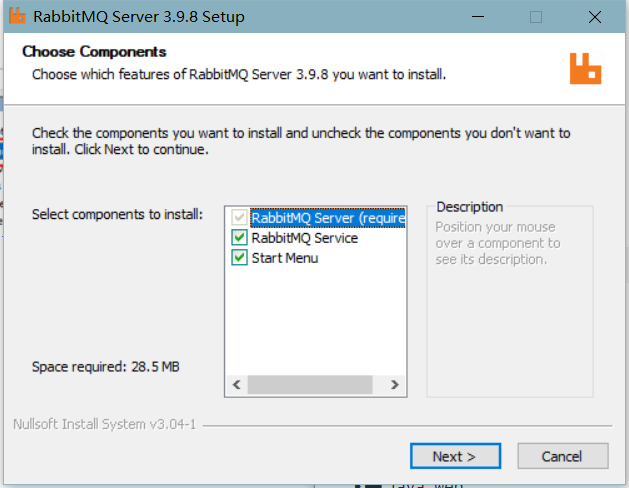 RabbitMQ Server 3.9.8 Setup
Choose Components
Choose which features of RabbitMQ Server 3.9.8 you want to install.
Check the components you want to install and uncheck the components you don't want to
install. Click Next to continue.
Select components to install:
RabbitMQ Server (require
RabbitMQ Service
Start Menu
Description
Position your mouse
over a component to
see its description.
Space required: 28.5 MB
Nullsoft Install System v3.04-1
Next >
Cancel